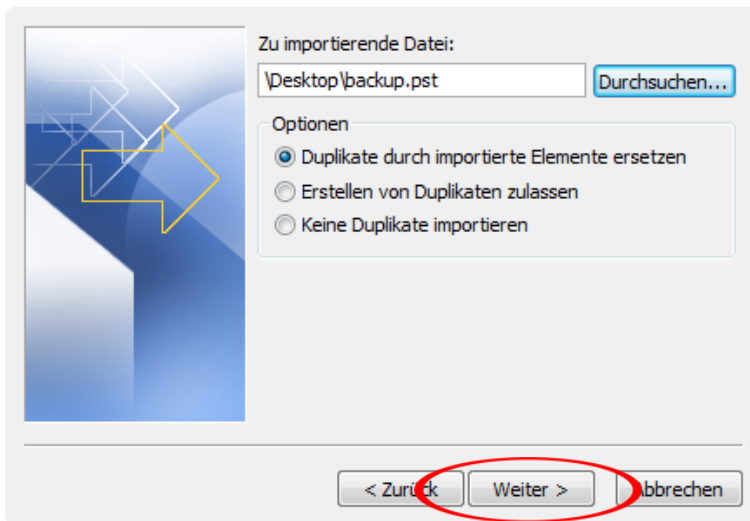 Zu importierende Datei:
\Desktop\backup.pst
Durchsuchen...
Optionen
Duplikate durch importierte Elemente ersetzen
Erstellen von Duplikaten zulassen
Keine Duplikate importieren
< Zurück
Weiter >
Abbrechen